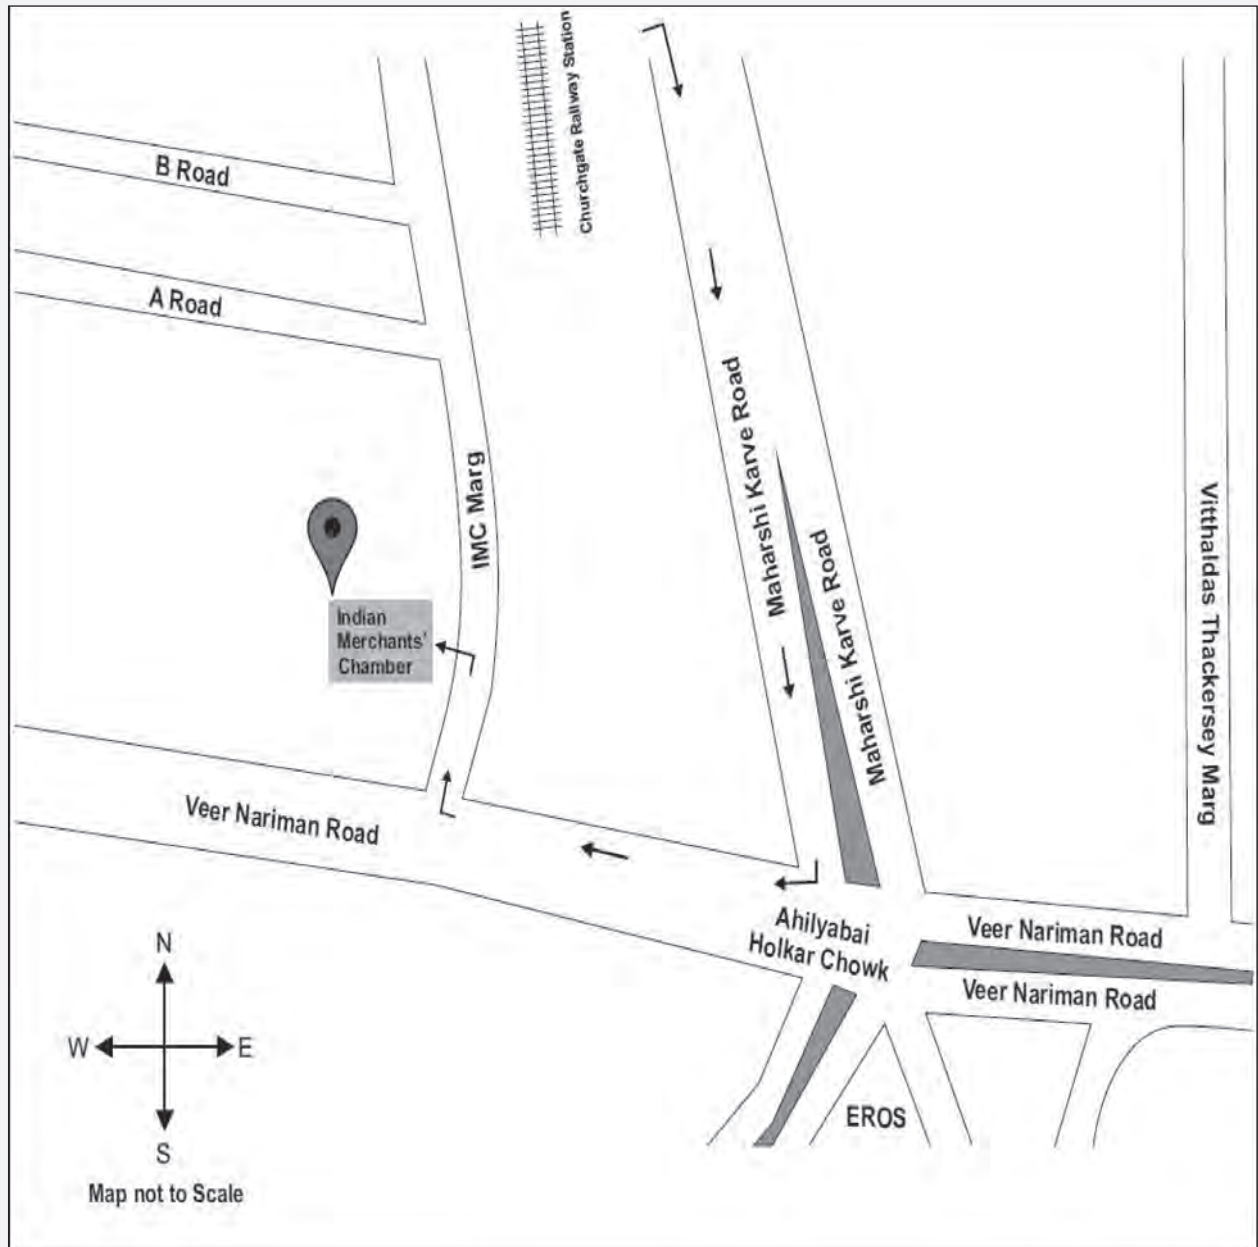 Churchgate Railway Station
B Road
A Road
Maharshi Karve Road
IMC Marg
Vitthaldas Thackersey Marg
Maharshi Karve Road
Indian
Merchants'
Chamber
Veer Nariman Road
Ahilyabai
Holkar Chowk
Veer Nariman Road
Veer Nariman Road
N
W
E
S
EROS
Map not to Scale